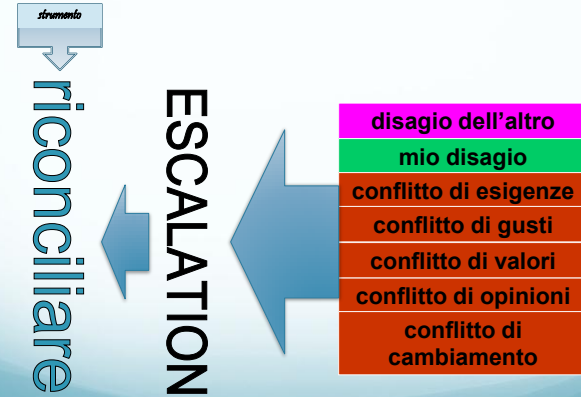 strumento
riconciliare
ESCALATION
disagio dell'altro
mio disagio
conflitto di esigenze
conflitto di gusti
conflitto di valori
conflitto di opinioni
conflitto di
cambiamento